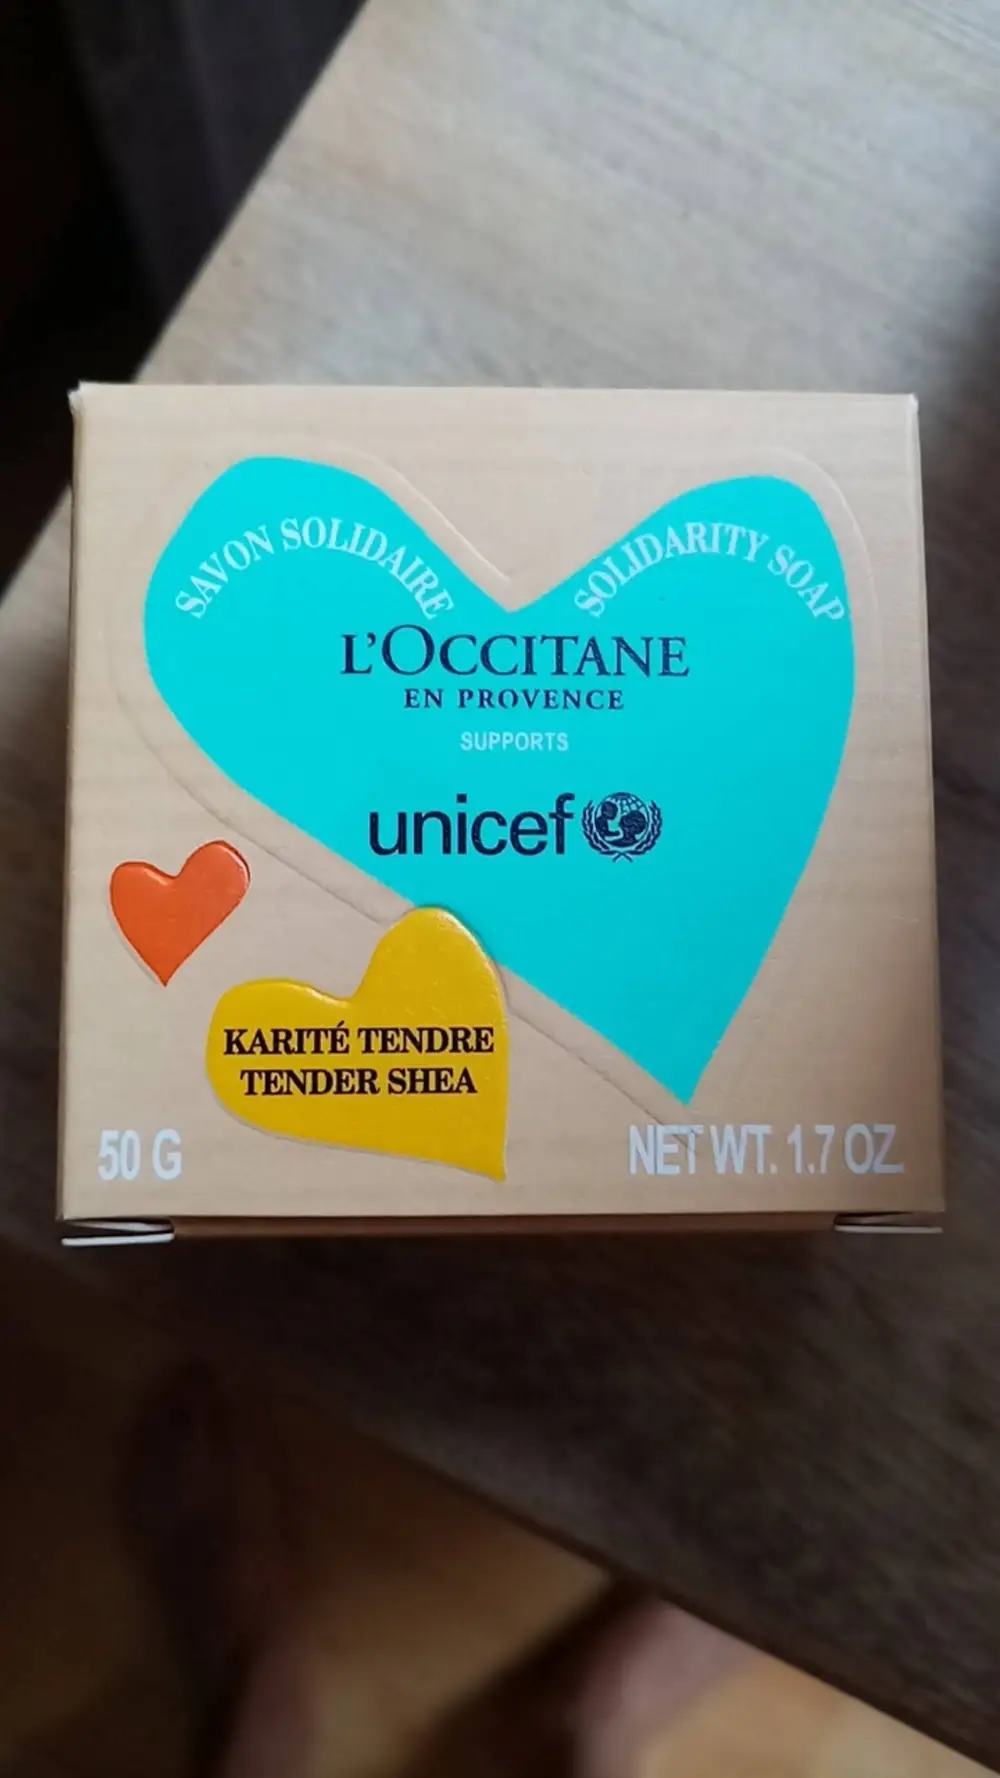 SAVON SOLIDAIRE
SOLIDARITY SOAP
L'OCCITANE
EN PROVENCE
SUPPORTS
unicef
KARITÉ TENDRE
TENDER SHEA
50 G
NET WT. 1.7 OZ.